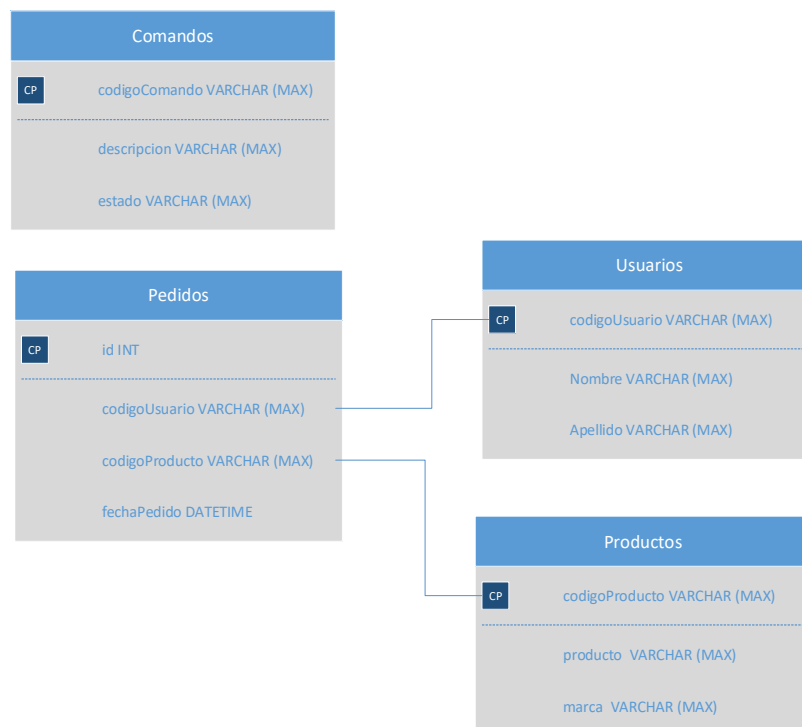 Comandos
CP codigoComando VARCHAR (MAX)
descripcion VARCHAR (MAX)
estado VARCHAR (MAX)
Pedidos
CP id INT
codigoUsuario VARCHAR (MAX)
codigoProducto VARCHAR (MAX)
fechaPedido DATETIME
Usuarios
CP codigoUsuario VARCHAR (MAX)
Nombre VARCHAR (MAX)
Apellido VARCHAR (MAX)
Productos
CP codigoProducto VARCHAR (MAX)
producto VARCHAR (MAX)
marca VARCHAR (MAX)